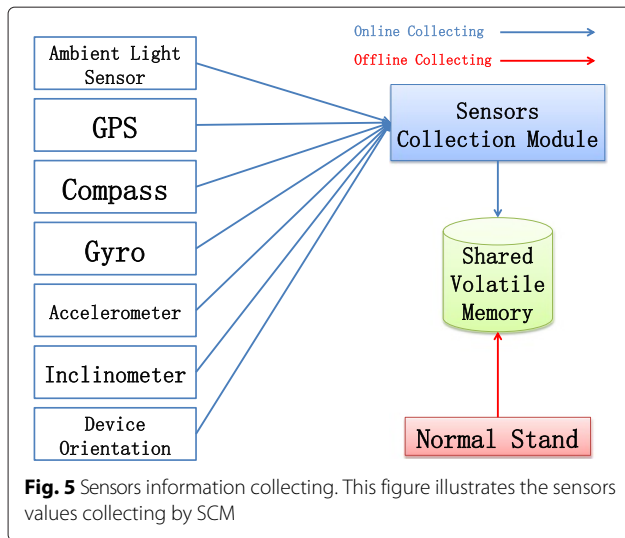 Online Collecting
Offline Collecting
Ambient Light
Sensor
GPS
Compass
Gyro
Accelerometer
Inclinometer
Device
Orientation
Sensors
Collection Module
Shared
Volatile
Memory
Normal Stand
Fig. 5 Sensors information collecting. This figure illustrates the sensors
values collecting by SCM